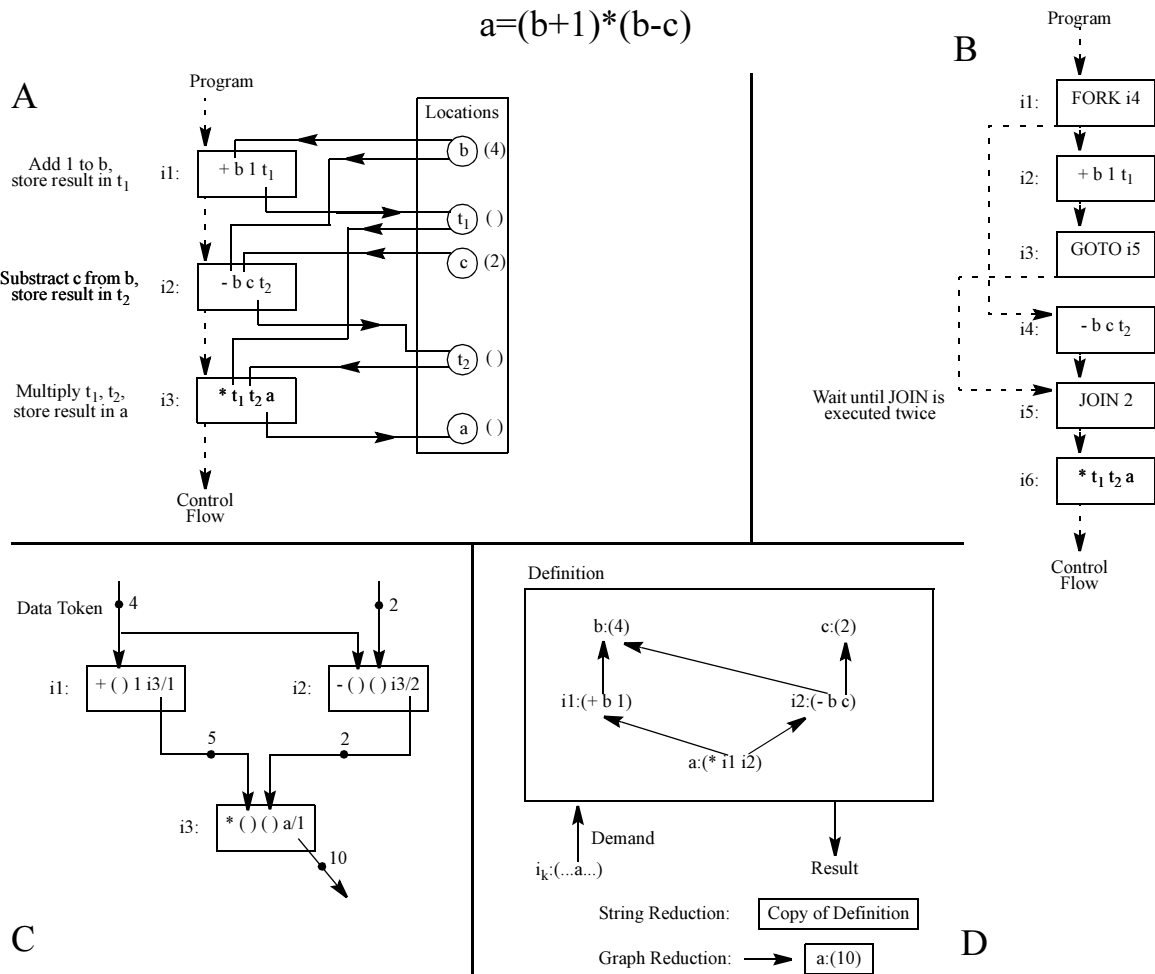 a=(b+1)*(b-c)
A
Program
Locations
Add 1 to b,
store result in t1
i1:
+ b 1 t1
b (4)
t1 ( )
c (2)
Substract c from b,
store result in t2
i2:
- b c t2
t2 ( )
Multiply t1, t2,
store result in a
i3:
* t1 t2 a
a ( )
Control
Flow
B
Program
i1: FORK i4
i2: + b 1 t1
i3: GOTO i5
i4: - b c t2
Wait until JOIN is
executed twice
i5: JOIN 2
i6: * t1 t2 a
Control
Flow
Data Token
4
2
i1: + ( ) 1 i3/1
i2: - ( ) ( ) i3/2
5
2
i3: * ( ) ( ) a/1
10
C
Definition
b:(4)
c:(2)
i1:(+ b 1)
i2:(- b c)
a:(* i1 i2)
Demand
ik:(...a...)
Result
String Reduction: Copy of Definition
Graph Reduction: a:(10)
D